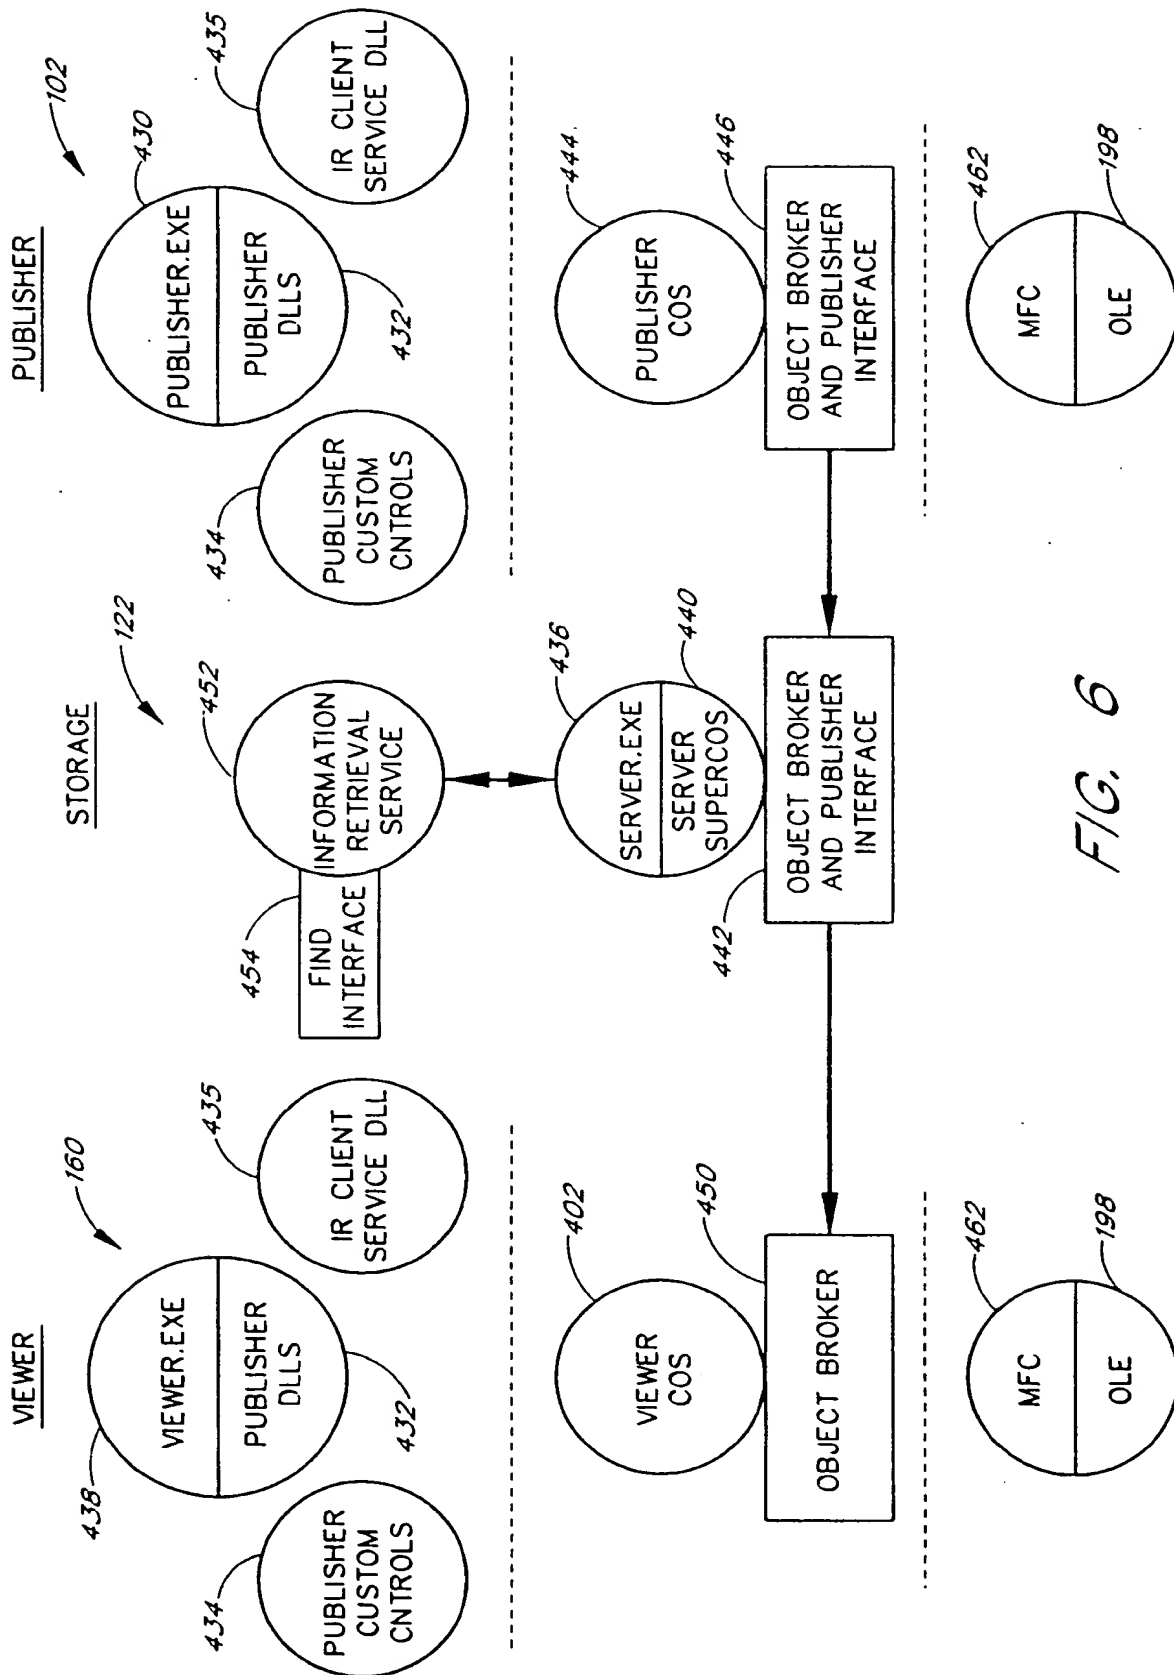 VIEWER
160
438
VIEWER.EXE
PUBLISHER
DLLS
432
434
PUBLISHER
CUSTOM
CNTROLS
435
IR CLIENT
SERVICE DLL
402
VIEWER
COS
450
OBJECT BROKER
462
MFC
OLE
198
STORAGE
122
452
INFORMATION
RETRIEVAL
SERVICE
454
FIND
INTERFACE
436
SERVER.EXE
SERVER
SUPERCOS
440
442
OBJECT BROKER
AND PUBLISHER
INTERFACE
PUBLISHER
102
430
PUBLISHER.EXE
PUBLISHER
DLLS
432
434
PUBLISHER
CUSTOM
CNTROLS
435
IR CLIENT
SERVICE DLL
444
PUBLISHER
COS
446
OBJECT BROKER
AND PUBLISHER
INTERFACE
462
MFC
OLE
198
FIG. 6